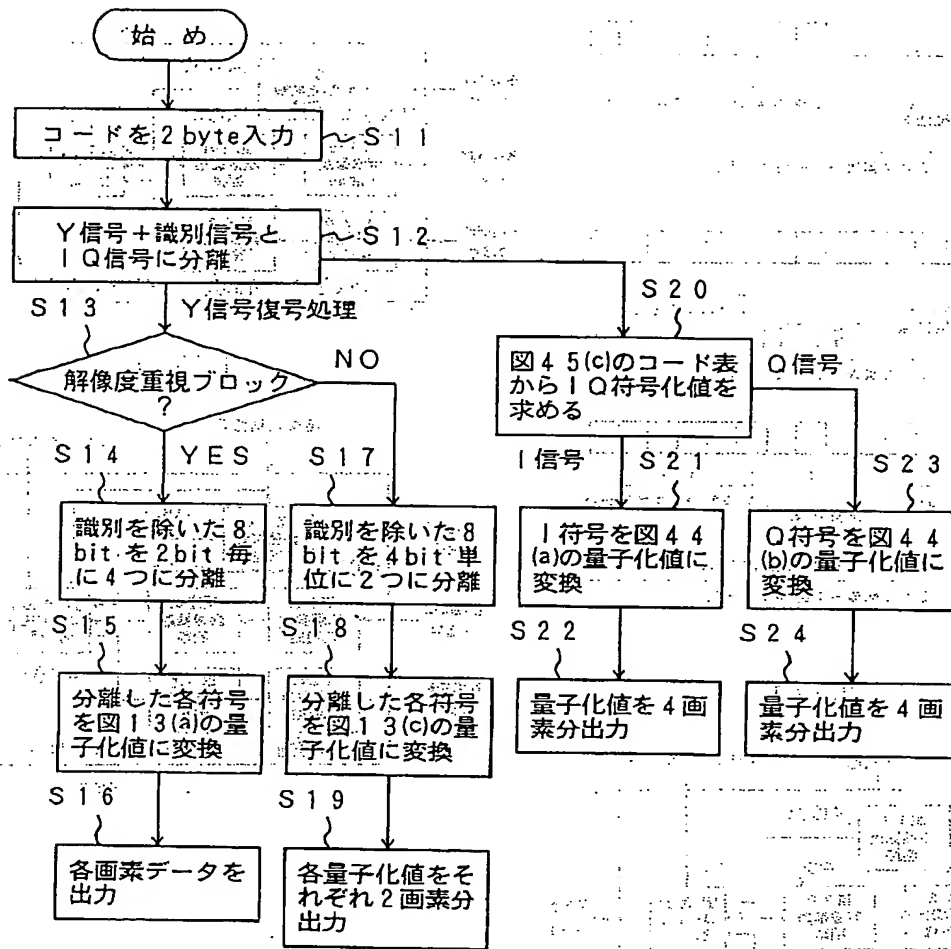 始 め
コードを2byte入力
S11
Y信号+識別信号と
IQ信号に分離
S12
S13
Y信号復号処理
解像度重視ブロック
?
NO
YES
S14
識別を除いた8
bitを2bit毎
に4つに分離
S15
分離した各符号
を図13(a)の量
子化値に変換
S16
各画素データを
出力
S17
識別を除いた8
bitを4bit単
位に2つに分離
S18
分離した各符号
を図13(c)の量
子化値に変換
S19
各量子化値をそ
れぞれ2画素分
出力
S20
図45(c)のコード表
からIQ符号化値を
求める
Q信号
I信号
S21
I符号を図44
(a)の量子化値に
変換
S22
量子化値を4画
素分出力
S23
Q符号を図44
(b)の量子化値に
変換
S24
量子化値を4画
素分出力